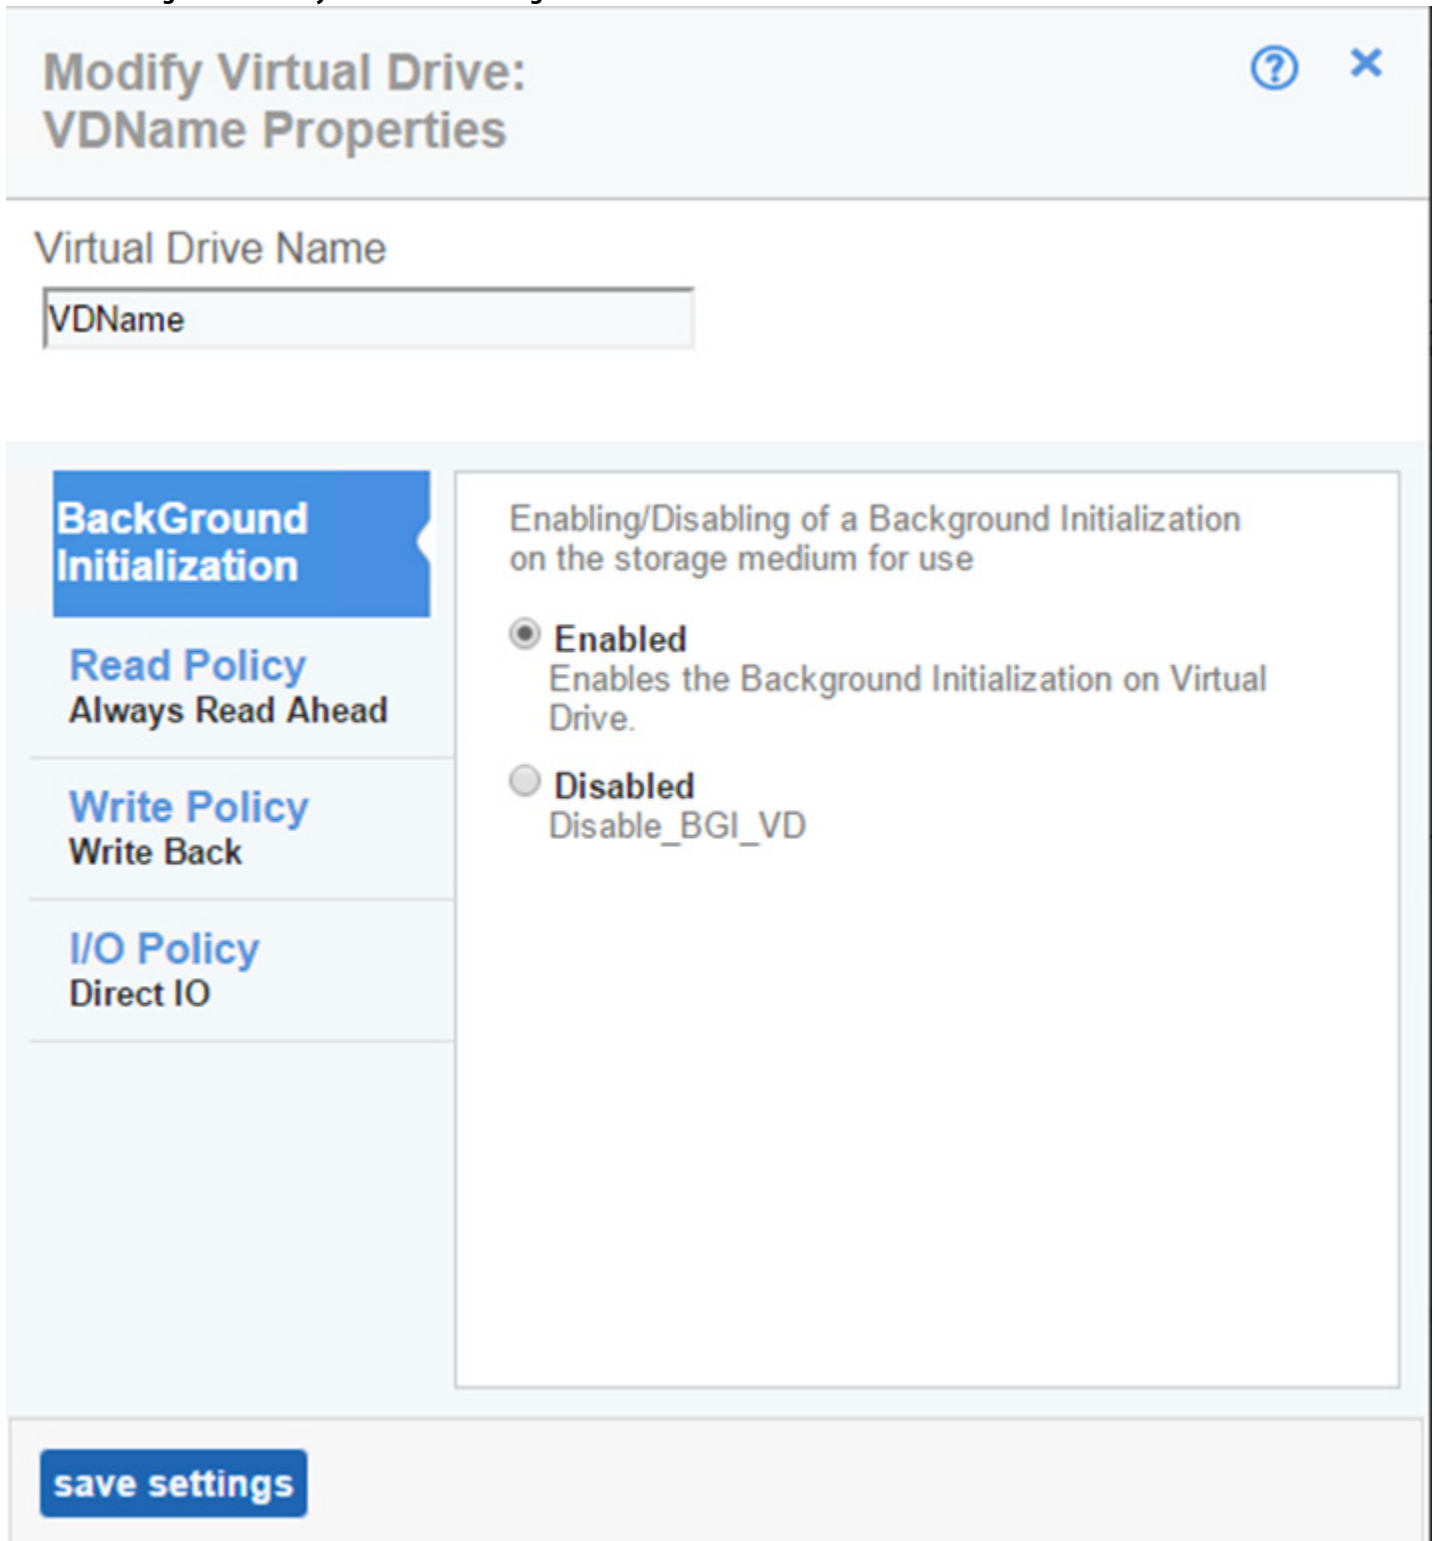 Modify Virtual Drive:
VDName Properties
Virtual Drive Name
VDName
BackGround
Initialization
Read Policy
Always Read Ahead
Write Policy
Write Back
I/O Policy
Direct IO
Enabling/Disabling of a Background Initialization
on the storage medium for use
Enabled
Enables the Background Initialization on Virtual
Drive.
Disabled
Disable_BGI_VD
save settings